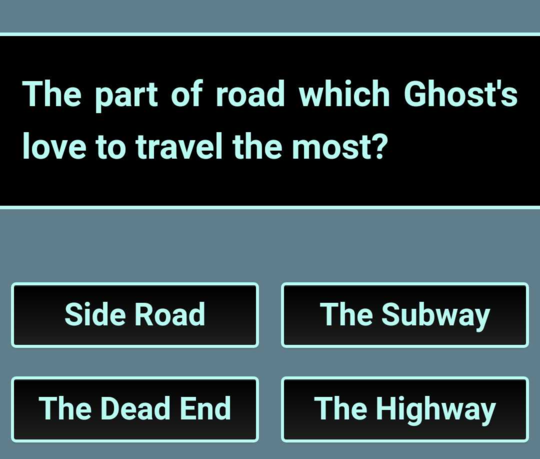 The part of road which Ghost's
love to travel the most?
Side Road
The Subway
The Dead End
The Highway